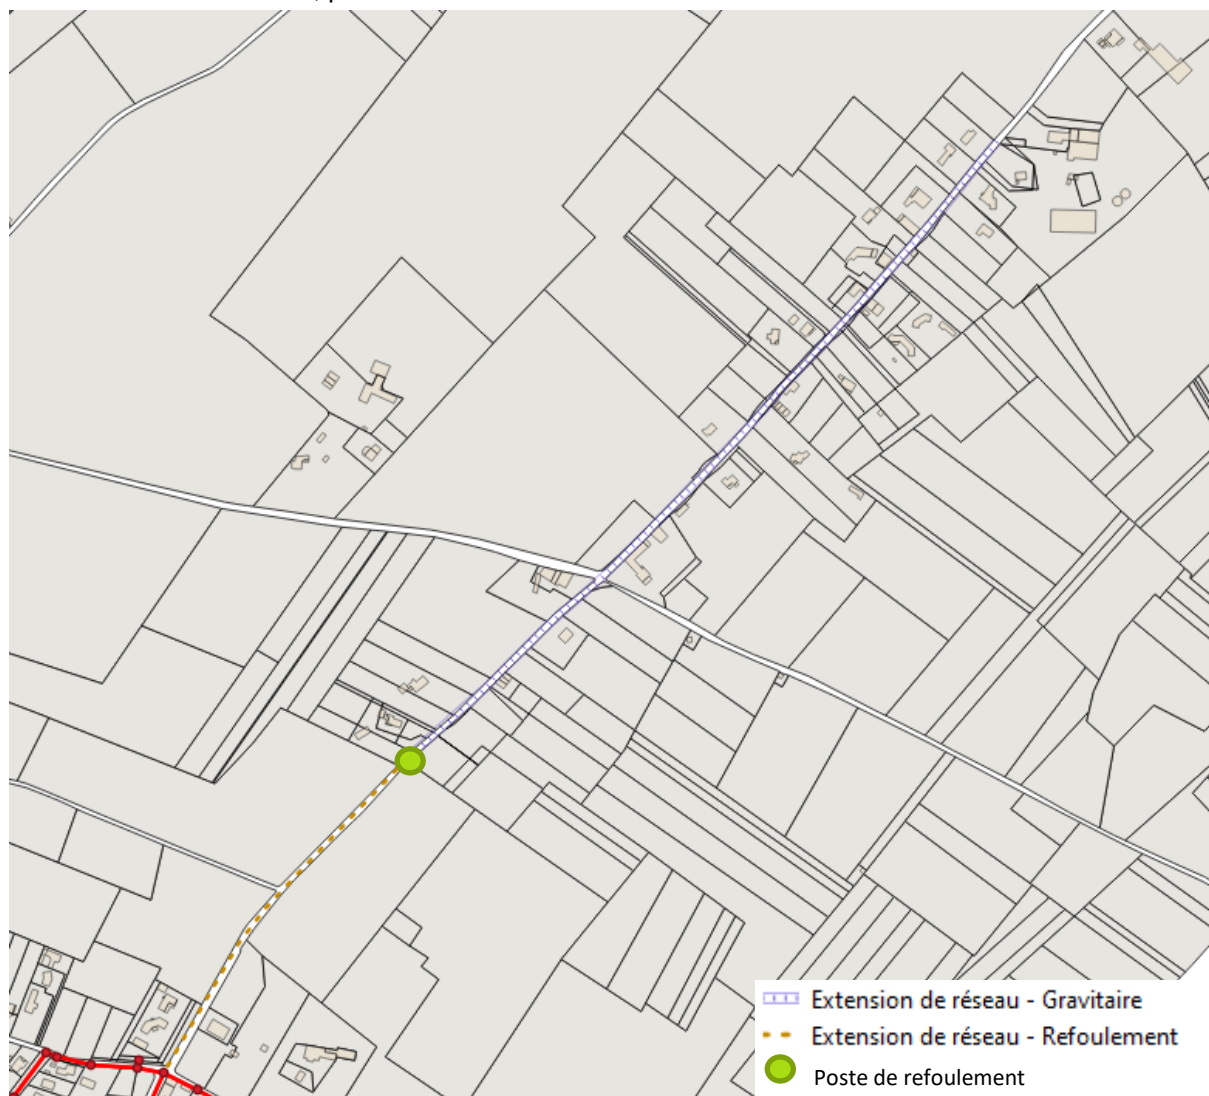 Extension de réseau - Gravitaire
Extension de réseau - Refoulement
Poste de refoulement